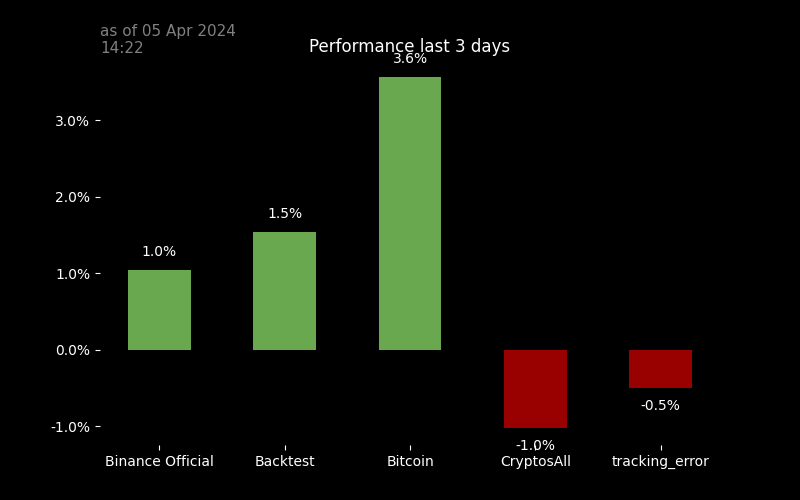 as of 05 Apr 2024
14:22
Performance last 3 days
3.6%
3.0%
2.0%
1.5%
1.0%
1.0%
0.0%
-0.5%
-1.0%
-1.0%
Binance Official
Backtest
Bitcoin
CryptosAll
tracking_error